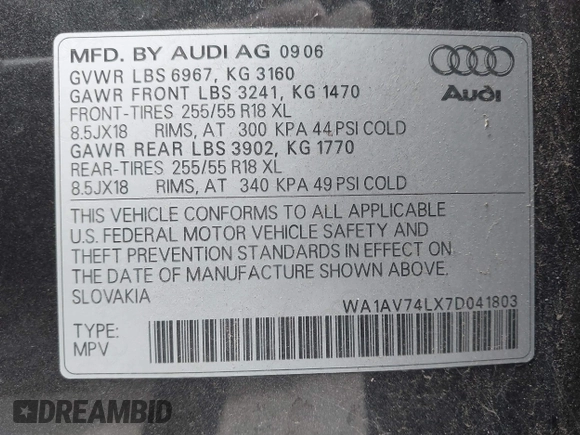 MFD. BY AUDI AG 0906
GVWR LBS 6967, KG 3160
GAWR FRONT LBS 3241, KG 1470
FRONT-TIRES 255/55 R18 XL
8.5JX18 RIMS, AT 300 KPA 44 PSI COLD
GAWR REAR LBS 3902, KG 1770
REAR-TIRES 255/55 R18 XL
8.5JX18 RIMS, AT 340 KPA 49 PSI COLD
Audi
THIS VEHICLE CONFORMS TO ALL APPLICABLE
U.S. FEDERAL MOTOR VEHICLE SAFETY AND
THEFT PREVENTION STANDARDS IN EFFECT ON
THE DATE OF MANUFACTURE SHOWN ABOVE
SLOVAKIA
WA1AV74LX7D041803
TYPE:
MPV
DREAMBID